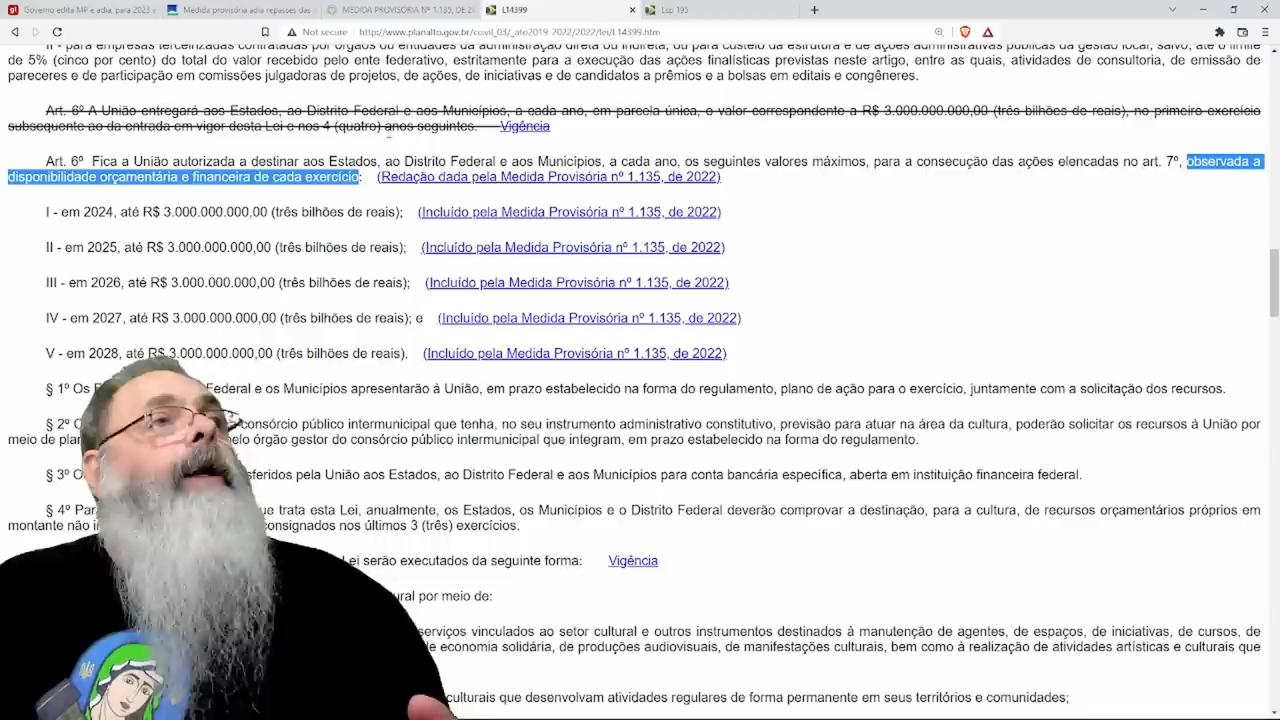 Governo edita MP e adia, para 2023 e
Medida provisória adia repasses das
MEDIDA PROVISÓRIA Nº 1.135, DE 2
L14399
Lcp 195
Not secure | http://www.planalto.gov.br/ccivil_03/_ato2019-2022/2022/lei/L14399.htm
II - para empresas terceirizadas contratadas por órgãos ou entidades da administração direta ou indireta, ou para custeio da estrutura e de ações administrativas públicas da gestão local, salvo, até o limite
de 5% (cinco por cento) do total do valor recebido pelo ente federativo, estritamente para a execução das ações finalísticas previstas neste artigo, entre as quais, atividades de consultoria, de emissão de
pareceres e de participação em comissões julgadoras de projetos, de ações, de iniciativas e de candidatos a prêmios e a bolsas em editais e congêneres.
Art. 6º A União entregará aos Estados, ao Distrito Federal e aos Municípios, a cada ano, em parcela única, o valor correspondente a R$ 3.000.000.000,00 (três bilhões de reais), no primeiro exercício
subsequente ao da entrada em vigor desta Lei e nos 4 (quatro) anos seguintes. Vigência
Art. 6º Fica a União autorizada a destinar aos Estados, ao Distrito Federal e aos Municípios, a cada ano, os seguintes valores máximos, para a consecução das ações elencadas no art. 7º, observada a
disponibilidade orçamentária e financeira de cada exercício: (Redação dada pela Medida Provisória nº 1.135, de 2022)
I - em 2024, até R$ 3.000.000.000,00 (três bilhões de reais); (Incluído pela Medida Provisória nº 1.135, de 2022)
II - em 2025, até R$ 3.000.000.000,00 (três bilhões de reais); (Incluído pela Medida Provisória nº 1.135, de 2022)
III - em 2026, até R$ 3.000.000.000,00 (três bilhões de reais); (Incluído pela Medida Provisória nº 1.135, de 2022)
IV - em 2027, até R$ 3.000.000.000,00 (três bilhões de reais); e (Incluído pela Medida Provisória nº 1.135, de 2022)
V - em 2028, até R$ 3.000.000.000,00 (três bilhões de reais). (Incluído pela Medida Provisória nº 1.135, de 2022)
§ 1º Os Federal e os Municípios apresentarão à União, em prazo estabelecido na forma do regulamento, plano de ação para o exercício, juntamente com a solicitação dos recursos.
§ 2º consórcio público intermunicipal que tenha, no seu instrumento administrativo constitutivo, previsão para atuar na área da cultura, poderão solicitar os recursos à União por
meio de plan elo órgão gestor do consórcio público intermunicipal que integram, em prazo estabelecido na forma do regulamento.
§ 3º sferidos pela União aos Estados, ao Distrito Federal e aos Municípios para conta bancária específica, aberta em instituição financeira federal.
§ 4º Par que trata esta Lei, anualmente, os Estados, os Municípios e o Distrito Federal deverão comprovar a destinação, para a cultura, de recursos orçamentários próprios em
montante não in consignados nos últimos 3 (três) exercícios.
Lei serão executados da seguinte forma: Vigência
ural por meio de:
serviços vinculados ao setor cultural e outros instrumentos destinados à manutenção de agentes, de espaços, de iniciativas, de cursos, de
e economia solidária, de produções audiovisuais, de manifestações culturais, bem como à realização de atividades artísticas e culturais que
culturais que desenvolvam atividades regulares de forma permanente em seus territórios e comunidades;